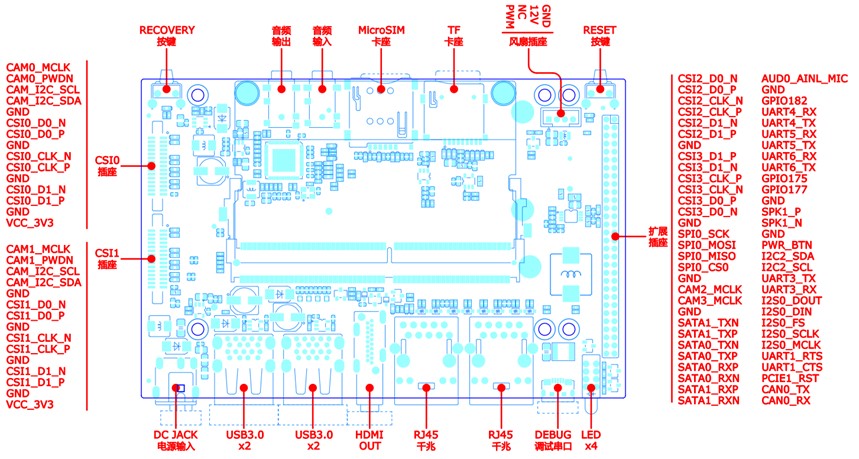 RECOVERY
按键
音频
输出
音频
输入
MicroSIM
卡座
TF
卡座
GND
12V
NC
PWM
风扇插座
RESET
按键
CAM0_MCLK
CAM0_PWDN
CAM_I2C_SCL
CAM_I2C_SDA
GND
CSI0_D0_N
CSI0_D0_P
GND
CSI0_CLK_N
CSI0_CLK_P
GND
CSI0_D1_N
CSI0_D1_P
GND
VCC_3V3
CSI0
插座
CAM1_MCLK
CAM1_PWDN
CAM_I2C_SCL
CAM_I2C_SDA
GND
CSI1_D0_N
CSI1_D0_P
GND
CSI1_CLK_N
CSI1_CLK_P
GND
CSI1_D1_N
CSI1_D1_P
GND
VCC_3V3
CSI1
插座
扩展
插座
CSI2_D0_N AUD0_AINL_MIC
CSI2_D0_P GND
CSI2_CLK_N GPIO182
CSI2_CLK_P UART4_RX
CSI2_D1_N UART4_TX
CSI2_D1_P UART5_RX
GND UART5_TX
CSI3_D1_P UART6_RX
CSI3_D1_N UART6_TX
CSI3_CLK_P GPIO175
CSI3_CLK_N GPIO177
CSI3_D0_P GND
CSI3_D0_N SPK1_P
GND SPK1_N
SPI0_SCK GND
SPI0_MOSI PWR_BTN
SPI0_MISO I2C2_SDA
SPI0_CS0 I2C2_SCL
GND UART3_TX
CAM2_MCLK UART3_RX
CAM3_MCLK I2S0_DOUT
GND I2S0_DIN
SATA1_TXN I2S0_FS
SATA1_TXP I2S0_SCLK
SATA0_TXN I2S0_MCLK
SATA0_TXP UART1_RTS
SATA0_RXP UART1_CTS
SATA0_RXN PCIE1_RST
SATA1_RXP CAN0_TX
SATA1_RXN CAN0_RX
DC JACK
电源输入
USB3.0
x2
USB3.0
x2
HDMI
OUT
RJ45
千兆
RJ45
千兆
DEBUG
调试串口
LED
x4